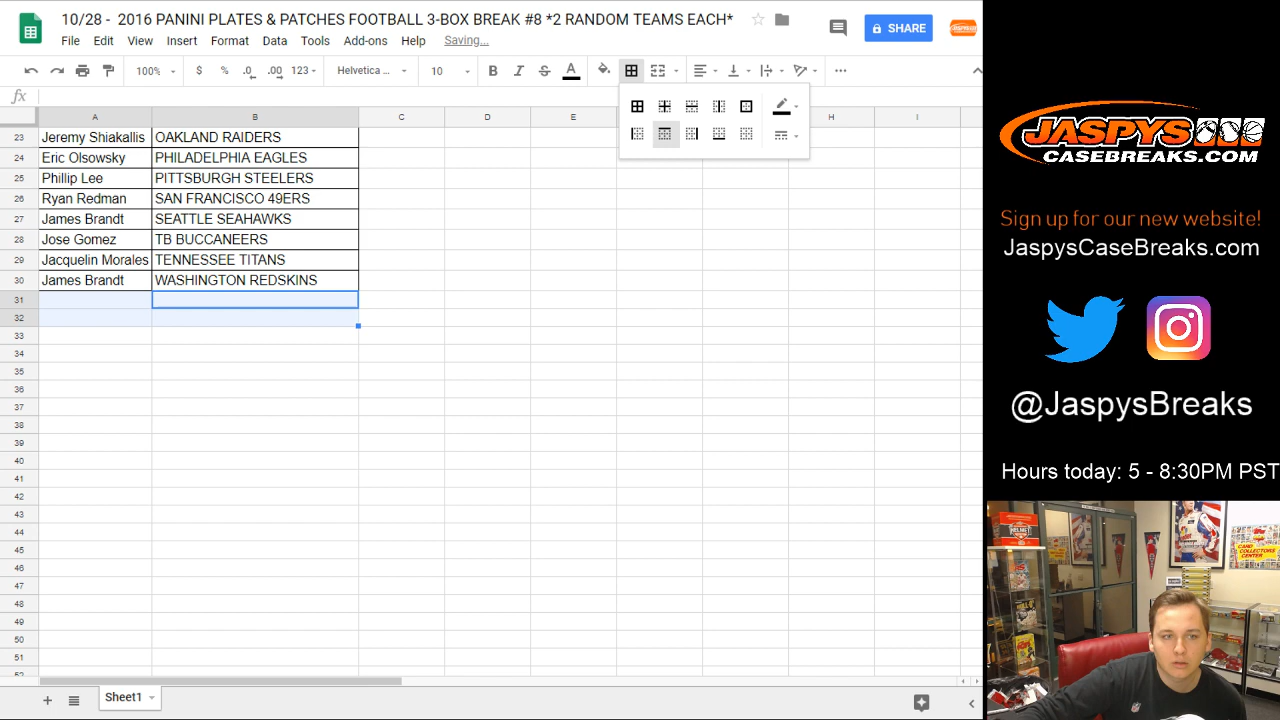 10/28 - 2016 PANINI PLATES & PATCHES FOOTBALL 3-BOX BREAK #8 *2 RANDOM TEAMS EACH*
File Edit View Insert Format Data Tools Add-ons Help Saving...
SHARE
100% $ % .0 .00 123 Helvetica ... 10 B I S A
fx
A B C D E H I
23 Jeremy Shiakallis OAKLAND RAIDERS
24 Eric Olsowsky PHILADELPHIA EAGLES
25 Phillip Lee PITTSBURGH STEELERS
26 Ryan Redman SAN FRANCISCO 49ERS
27 James Brandt SEATTLE SEAHAWKS
28 Jose Gomez TB BUCCANEERS
29 Jacquelin Morales TENNESSEE TITANS
30 James Brandt WASHINGTON REDSKINS
31
32
33
34
35
36
37
38
39
40
41
42
43
44
45
46
47
48
49
50
51
Sheet1
JASPYS
CASEBREAKS.COM
Sign up for our new website!
JaspysCaseBreaks.com
@JaspysBreaks
Hours today: 5 - 8:30PM PST